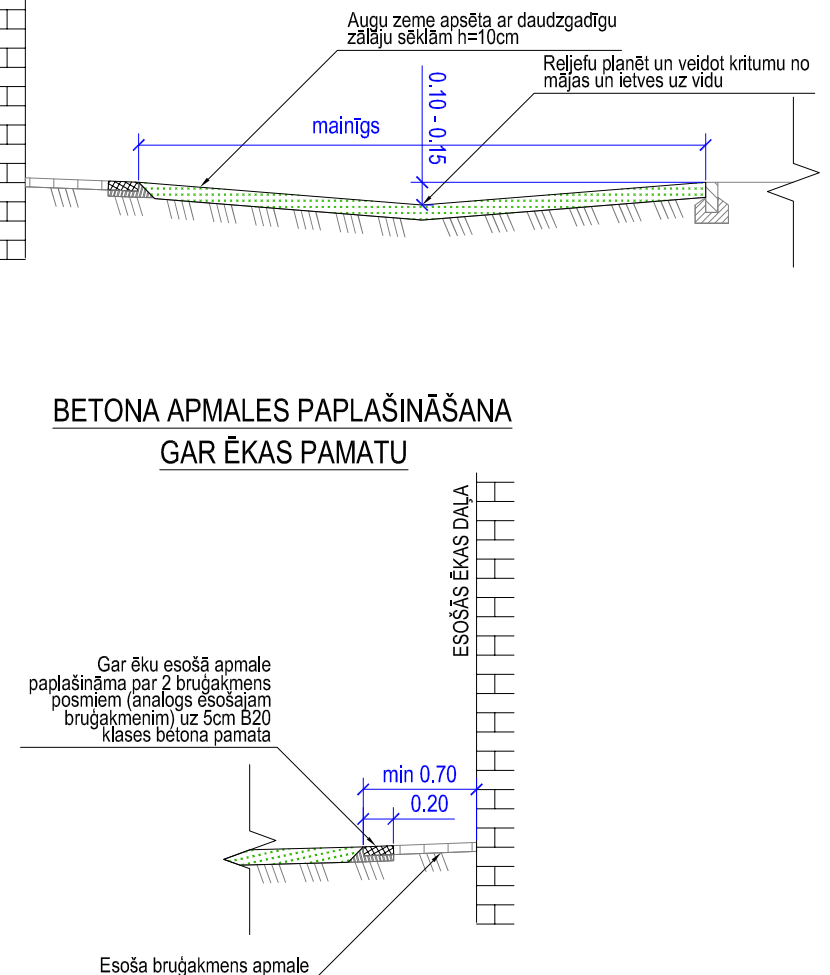 Augu zeme apsēta ar daudzgadīgu
zālāju sēklām h=10cm
Reljefu planēt un veidot kritumu no
mājas un ietves uz vidu
0.10 - 0.15
mainīgs
BETONA APMALES PAPLAŠINĀŠANA
GAR ĒKAS PAMATU
ESOŠĀS ĒKAS DAĻA
Gar ēku esošā apmale
paplašināma par 2 bruģakmens
posmiem (analogs esošajam
bruģakmenim) uz 5cm B20
klases betona pamata
min 0.70
0.20
Esoša bruģakmens apmale